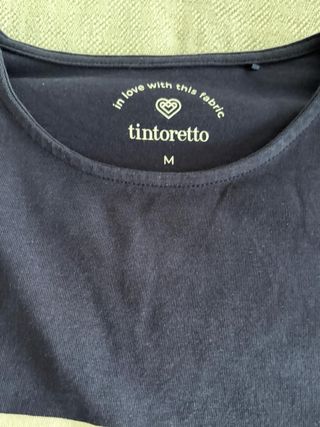 in love with this fabric
tintoretto
M